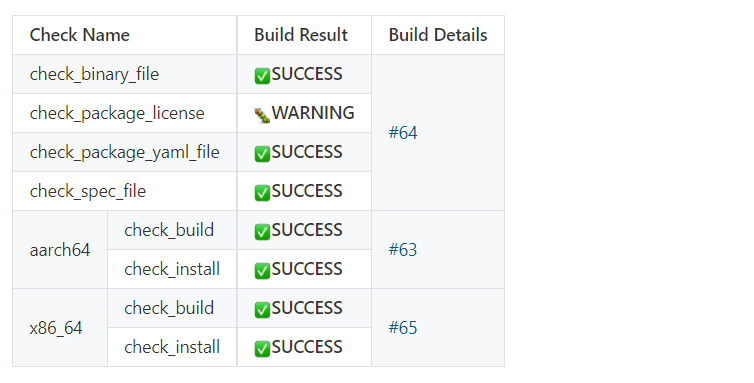 Check Name Build Result Build Details
check_binary_file SUCCESS
check_package_license WARNING
#64
check_package_yaml_file SUCCESS
check_spec_file SUCCESS
aarch64 check_build SUCCESS #63
check_install SUCCESS
x86_64 check_build SUCCESS #65
check_install SUCCESS